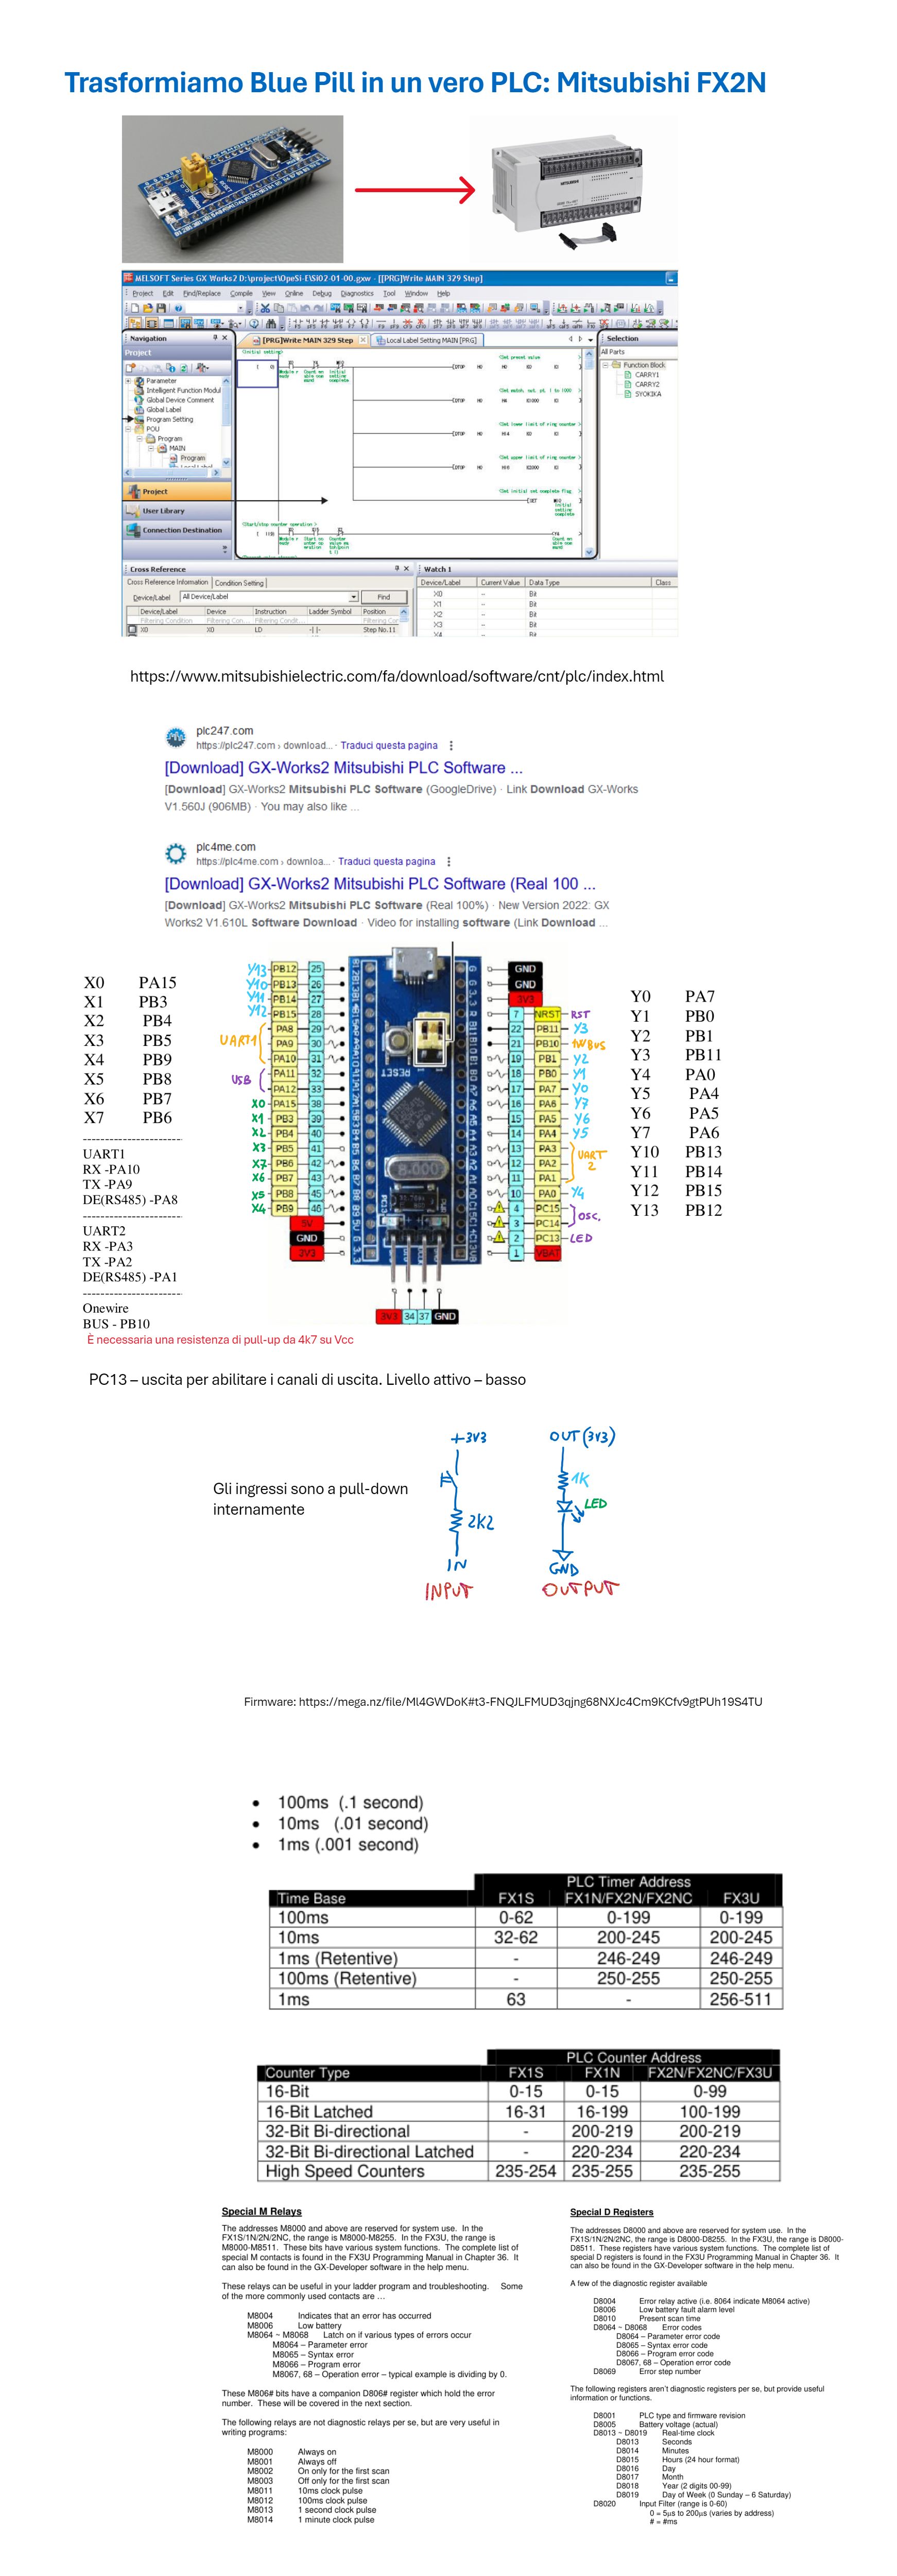 Trasformiamo Blue Pill in un vero PLC: Mitsubishi FX2N
MITSUBISHI
MELSOFT Series GX Works2 D:\project\OpeSi-E\Si02-01-00.gxw - [[PRG]Write MAIN 329 Step]
Project Edit Find/Replace Compile View Online Debug Diagnostics Tool Window Help
Navigation
[PRG]Write MAIN 329 Step
Local Label Setting MAIN [PRG]
Selection
Project
All Parts
Function Block
CARRY1
CARRY2
SYOKIKA
Parameter
Intelligent Function Modul
Global Device Comment
Global Label
Program Setting
POU
Program
MAIN
Program
Project
User Library
Connection Destination
Cross Reference
Cross Reference Information Condition Setting
Device/Label All Device/Label Find
Device/Label Device Instruction Ladder Symbol Position
X0 X0 LD Step No.11
Watch 1
Device/Label Current Value Data Type Class
X0 -- Bit
X1 -- Bit
X2 -- Bit
X3 -- Bit
X4 -- Bit
https://www.mitsubishielectric.com/fa/download/software/cnt/plc/index.html
plc247.com
https://plc247.com › download... · Traduci questa pagina
[Download] GX-Works2 Mitsubishi PLC Software ...
[Download] GX-Works2 Mitsubishi PLC Software (GoogleDrive) · Link Download GX-Works
V1.560J (906MB) · You may also like ...
plc4me.com
https://plc4me.com › downloa... · Traduci questa pagina
[Download] GX-Works2 Mitsubishi PLC Software (Real 100 ...
[Download] GX-Works2 Mitsubishi PLC Software (Real 100%) · New Version 2022: GX
Works2 V1.610L Software Download · Video for installing software (Link Download ...
X0 PA15
X1 PB3
X2 PB4
X3 PB5
X4 PB9
X5 PB8
X6 PB7
X7 PB6
----------------------
UART1
RX -PA10
TX -PA9
DE(RS485) -PA8
----------------------
UART2
RX -PA3
TX -PA2
DE(RS485) -PA1
----------------------
Onewire
BUS - PB10
Y13 PB12 25
Y10 PB13 26
Y11 PB14 27
Y12 PB15 28
UART1
PA8 29
PA9 30
PA10 31
USB
PA11 32
PA12 33
X0 PA15 38
X1 PB3 39
X2 PB4 40
X3 PB5 41
X7 PB6 42
X6 PB7 43
X5 PB8 45
X4 PB9 46
5V
GND
3V3
RESET
8.000
GND
GND
3V3
7 NRST RST
22 PB11 Y3
21 PB10 1WBUS
19 PB1 Y2
18 PB0 Y1
17 PA7 Y0
16 PA6 Y7
15 PA5 Y6
14 PA4 Y5
13 PA3
12 PA2
11 PA1
UART 2
10 PA0 Y4
4 PC15
3 PC14
OSC.
2 PC13 LED
1 VBAT
3V3 34 37 GND
Y0 PA7
Y1 PB0
Y2 PB1
Y3 PB11
Y4 PA0
Y5 PA4
Y6 PA5
Y7 PA6
Y10 PB13
Y11 PB14
Y12 PB15
Y13 PB12
È necessaria una resistenza di pull-up da 4k7 su Vcc
PC13 – uscita per abilitare i canali di uscita. Livello attivo – basso
Gli ingressi sono a pull-down
internamente
+3V3
2K2
IN
INPUT
OUT (3V3)
1K
LED
GND
OUTPUT
Firmware: https://mega.nz/file/Ml4GWDoK#t3-FNQJLFMUD3qjng68NXJc4Cm9KCfv9gtPUh19S4TU
• 100ms (.1 second)
• 10ms (.01 second)
• 1ms (.001 second)
PLC Timer Address
Time Base FX1S FX1N/FX2N/FX2NC FX3U
100ms 0-62 0-199 0-199
10ms 32-62 200-245 200-245
1ms (Retentive) - 246-249 246-249
100ms (Retentive) - 250-255 250-255
1ms 63 - 256-511
PLC Counter Address
Counter Type FX1S FX1N FX2N/FX2NC/FX3U
16-Bit 0-15 0-15 0-99
16-Bit Latched 16-31 16-199 100-199
32-Bit Bi-directional - 200-219 200-219
32-Bit Bi-directional Latched - 220-234 220-234
High Speed Counters 235-254 235-255 235-255
Special M Relays
The addresses M8000 and above are reserved for system use. In the
FX1S/1N/2N/2NC, the range is M8000-M8255. In the FX3U, the range is
M8000-M8511. These bits have various system functions. The complete list of
special M contacts is found in the FX3U Programming Manual in Chapter 36. It
can also be found in the GX-Developer software in the help menu.
These relays can be useful in your ladder program and troubleshooting. Some
of the more commonly used contacts are …
M8004 Indicates that an error has occurred
M8006 Low battery
M8064 ~ M8068 Latch on if various types of errors occur
M8064 – Parameter error
M8065 – Syntax error
M8066 – Program error
M8067, 68 – Operation error – typical example is dividing by 0.
These M806# bits have a companion D806# register which hold the error
number. These will be covered in the next section.
The following relays are not diagnostic relays per se, but are very useful in
writing programs:
M8000 Always on
M8001 Always off
M8002 On only for the first scan
M8003 Off only for the first scan
M8011 10ms clock pulse
M8012 100ms clock pulse
M8013 1 second clock pulse
M8014 1 minute clock pulse
Special D Registers
The addresses D8000 and above are reserved for system use. In the
FX1S/1N/2N/2NC, the range is D8000-D8255. In the FX3U, the range is D8000-
D8511. These registers have various system functions. The complete list of
special D registers is found in the FX3U Programming Manual in Chapter 36. It
can also be found in the GX-Developer software in the help menu.
A few of the diagnostic register available
D8004 Error relay active (i.e. 8064 indicate M8064 active)
D8006 Low battery fault alarm level
D8010 Present scan time
D8064 ~ D8068 Error codes
D8064 – Parameter error code
D8065 – Syntax error code
D8066 – Program error code
D8067, 68 – Operation error code
D8069 Error step number
The following registers aren't diagnostic registers per se, but provide useful
information or functions.
D8001 PLC type and firmware revision
D8005 Battery voltage (actual)
D8013 ~ D8019 Real-time clock
D8013 Seconds
D8014 Minutes
D8015 Hours (24 hour format)
D8016 Day
D8017 Month
D8018 Year (2 digits 00-99)
D8019 Day of Week (0 Sunday – 6 Saturday)
D8020 Input Filter (range is 0-60)
0 = 5µs to 200µs (varies by address)
# = #ms